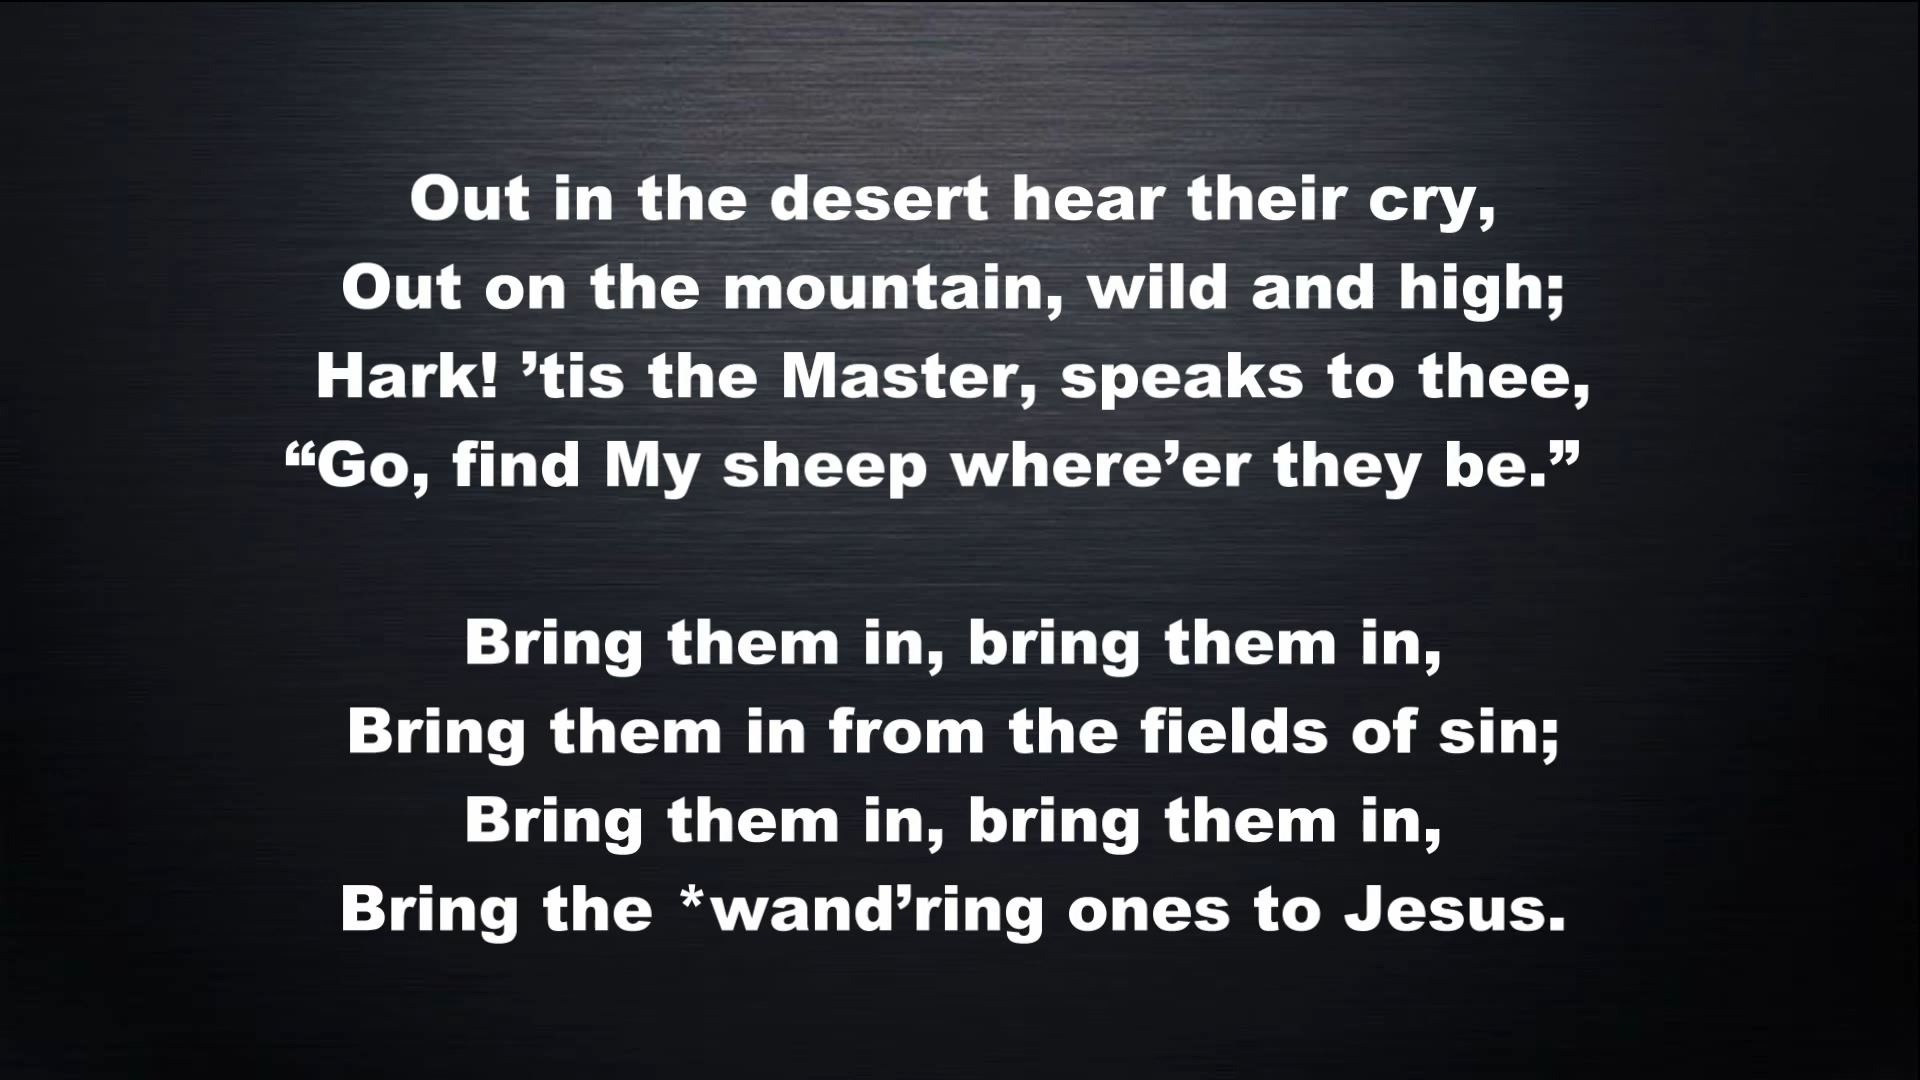 Out in the desert hear their cry,
Out on the mountain, wild and high;
Hark! ’tis the Master, speaks to thee,
“Go, find My sheep where’er they be.”
Bring them in, bring them in,
Bring them in from the fields of sin;
Bring them in, bring them in,
Bring the *wand’ring ones to Jesus.